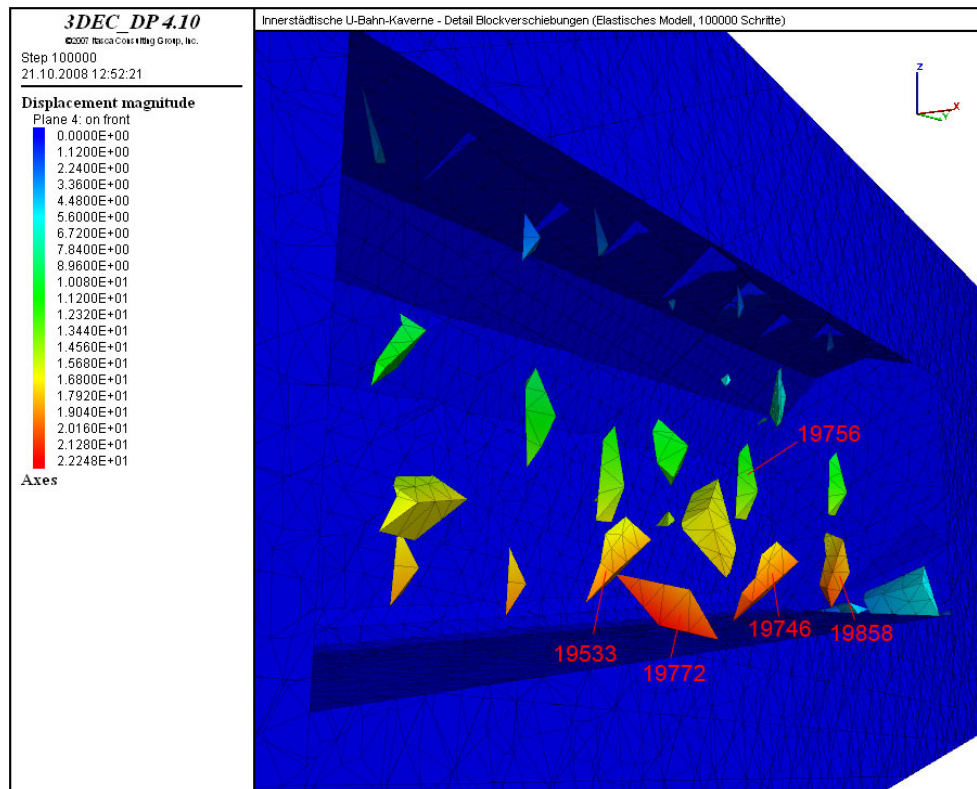 3DEC_DP 4.10
©2007 Itasca Consulting Group, Inc.
Step 100000
21.10.2008 12:52:21
Displacement magnitude
Plane 4: on front
0.0000E+00
1.1200E+00
2.2400E+00
3.3600E+00
4.4800E+00
5.6000E+00
6.7200E+00
7.8400E+00
8.9600E+00
1.0080E+01
1.1200E+01
1.2320E+01
1.3440E+01
1.4560E+01
1.5680E+01
1.6800E+01
1.7920E+01
1.9040E+01
2.0160E+01
2.1280E+01
2.2248E+01
Axes
Innerstädtische U-Bahn-Kaverne - Detail Blockverschiebungen (Elastisches Modell, 100000 Schritte)
Z
X
Y
19756
19533
19772
19746
19858